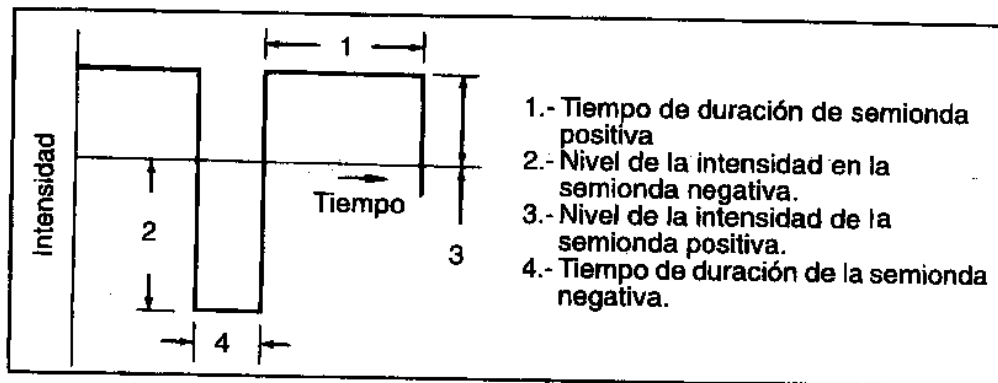 1
Intensidad
Tiempo
2
3
4
1.- Tiempo de duración de semionda
positiva
2.- Nivel de la intensidad en la
semionda negativa.
3.- Nivel de la intensidad de la
semionda positiva.
4.- Tiempo de duración de la semionda
negativa.